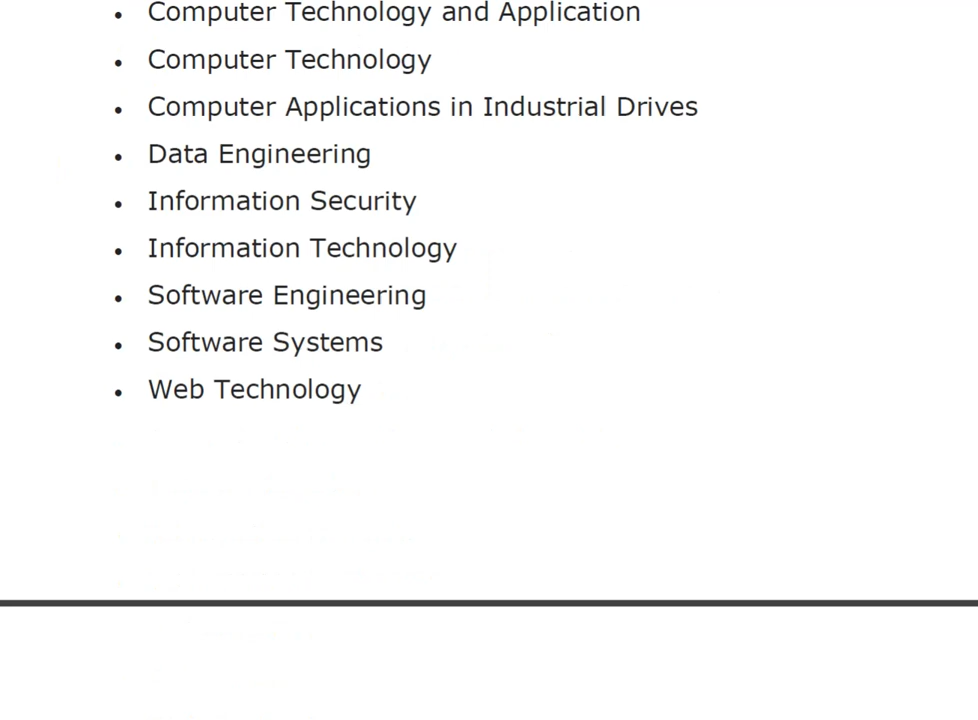 • Computer Technology and Application
• Computer Technology
• Computer Applications in Industrial Drives
• Data Engineering
• Information Security
• Information Technology
• Software Engineering
• Software Systems
• Web Technology